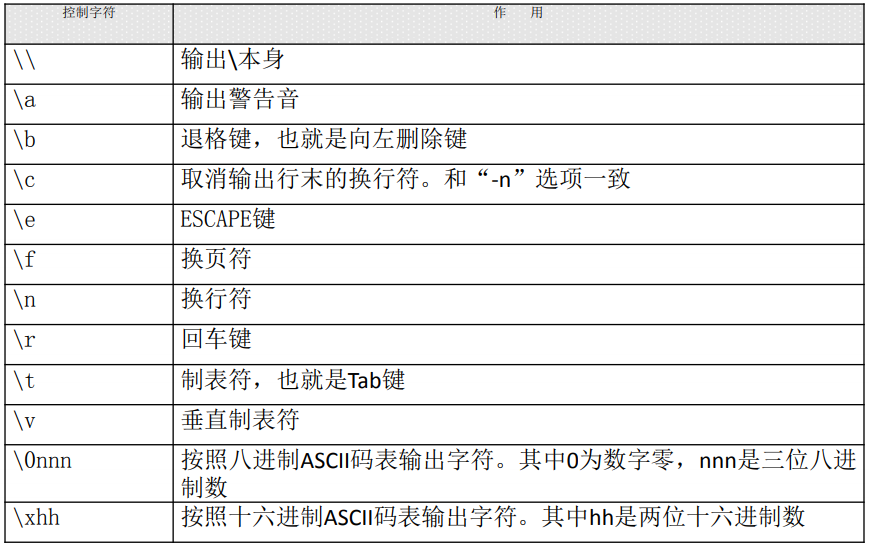 控制字符 作 用
\\ 输出\本身
\a 输出警告音
\b 退格键，也就是向左删除键
\c 取消输出行末的换行符。和“-n”选项一致
\e ESCAPE键
\f 换页符
\n 换行符
\r 回车键
\t 制表符，也就是Tab键
\v 垂直制表符
\0nnn 按照八进制ASCII码表输出字符。其中0为数字零，nnn是三位八进
制数
\xhh 按照十六进制ASCII码表输出字符。其中hh是两位十六进制数